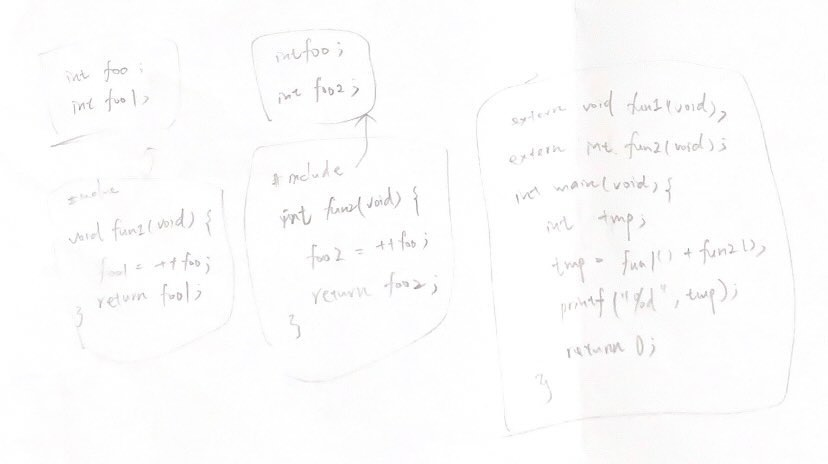 int foo;
int foo1;
#include
void fun1(void) {
foo1 = ++foo;
return foo1;
}
int foo;
int foo2;
#include
int fun2(void) {
foo2 = ++foo;
return foo2;
}
extern void fun1(void);
extern int fun2(void);
int main(void) {
int tmp;
tmp = fun1() + fun2();
printf("%d", tmp);
return 0;
}